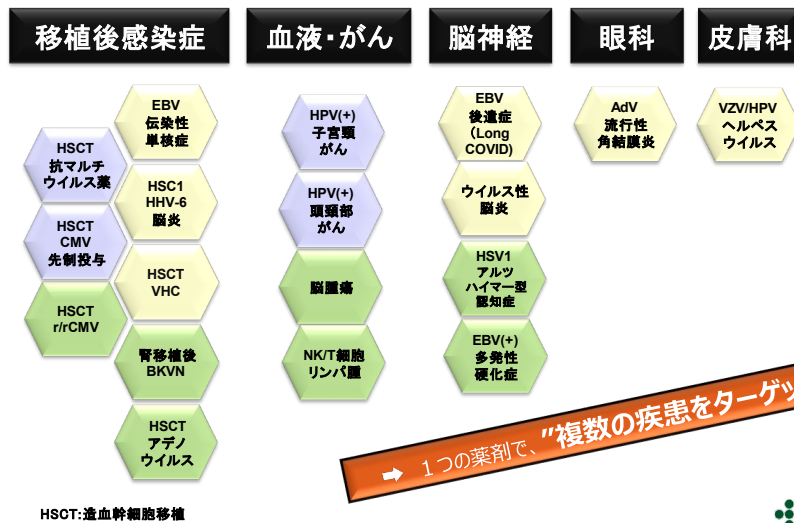 移植後感染症
血液・がん
脳神経
眼科
皮膚科
EBV
伝染性
単核症
HSCT
抗マルチ
ウイルス薬
HSC1
HHV-6
脳炎
HSCT
CMV
先制投与
HSCT
VHC
HSCT
r/rCMV
腎移植後
BKVN
HSCT
アデノ
ウイルス
HPV(+)
子宮頸
がん
HPV(+)
頭頸部
がん
脳腫瘍
NK/T細胞
リンパ腫
EBV
後遺症
（Long
COVID)
ウイルス性
脳炎
HSV1
アルツ
ハイマー型
認知症
EBV(+)
多発性
硬化症
AdV
流行性
角結膜炎
VZV/HPV
ヘルペス
ウイルス
➡ １つの薬剤で、”複数の疾患をターゲッ
HSCT:造血幹細胞移植